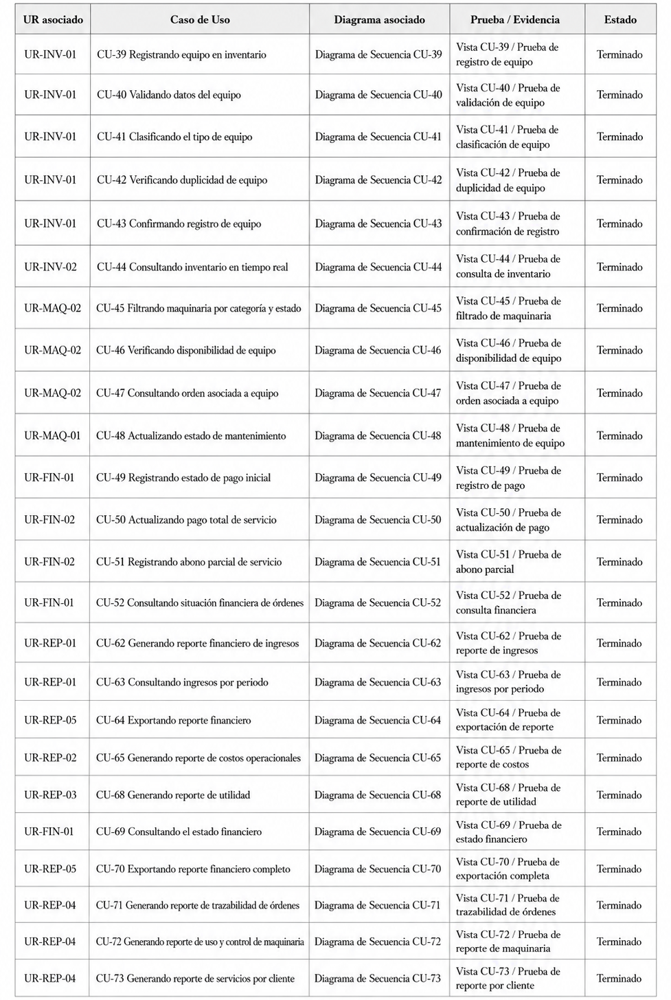 UR asociado Caso de Uso Diagrama asociado Prueba / Evidencia Estado
UR-INV-01 CU-39 Registrando equipo en inventario Diagrama de Secuencia CU-39 Vista CU-39 / Prueba de
registro de equipo Terminado
UR-INV-01 CU-40 Validando datos del equipo Diagrama de Secuencia CU-40 Vista CU-40 / Prueba de
validación de equipo Terminado
UR-INV-01 CU-41 Clasificando el tipo de equipo Diagrama de Secuencia CU-41 Vista CU-41 / Prueba de
clasificación de equipo Terminado
UR-INV-01 CU-42 Verificando duplicidad de equipo Diagrama de Secuencia CU-42 Vista CU-42 / Prueba de
duplicidad de equipo Terminado
UR-INV-01 CU-43 Confirmando registro de equipo Diagrama de Secuencia CU-43 Vista CU-43 / Prueba de
confirmación de registro Terminado
UR-INV-02 CU-44 Consultando inventario en tiempo real Diagrama de Secuencia CU-44 Vista CU-44 / Prueba de
consulta de inventario Terminado
UR-MAQ-02 CU-45 Filtrando maquinaria por categoría y estado Diagrama de Secuencia CU-45 Vista CU-45 / Prueba de
filtrado de maquinaria Terminado
UR-MAQ-02 CU-46 Verificando disponibilidad de equipo Diagrama de Secuencia CU-46 Vista CU-46 / Prueba de
disponibilidad de equipo Terminado
UR-MAQ-02 CU-47 Consultando orden asociada a equipo Diagrama de Secuencia CU-47 Vista CU-47 / Prueba de
orden asociada a equipo Terminado
UR-MAQ-01 CU-48 Actualizando estado de mantenimiento Diagrama de Secuencia CU-48 Vista CU-48 / Prueba de
mantenimiento de equipo Terminado
UR-FIN-01 CU-49 Registrando estado de pago inicial Diagrama de Secuencia CU-49 Vista CU-49 / Prueba de
registro de pago Terminado
UR-FIN-02 CU-50 Actualizando pago total de servicio Diagrama de Secuencia CU-50 Vista CU-50 / Prueba de
actualización de pago Terminado
UR-FIN-02 CU-51 Registrando abono parcial de servicio Diagrama de Secuencia CU-51 Vista CU-51 / Prueba de
abono parcial Terminado
UR-FIN-01 CU-52 Consultando situación financiera de órdenes Diagrama de Secuencia CU-52 Vista CU-52 / Prueba de
consulta financiera Terminado
UR-REP-01 CU-62 Generando reporte financiero de ingresos Diagrama de Secuencia CU-62 Vista CU-62 / Prueba de
reporte de ingresos Terminado
UR-REP-01 CU-63 Consultando ingresos por periodo Diagrama de Secuencia CU-63 Vista CU-63 / Prueba de
ingresos por periodo Terminado
UR-REP-05 CU-64 Exportando reporte financiero Diagrama de Secuencia CU-64 Vista CU-64 / Prueba de
exportación de reporte Terminado
UR-REP-02 CU-65 Generando reporte de costos operacionales Diagrama de Secuencia CU-65 Vista CU-65 / Prueba de
reporte de costos Terminado
UR-REP-03 CU-68 Generando reporte de utilidad Diagrama de Secuencia CU-68 Vista CU-68 / Prueba de
reporte de utilidad Terminado
UR-FIN-01 CU-69 Consultando el estado financiero Diagrama de Secuencia CU-69 Vista CU-69 / Prueba de
estado financiero Terminado
UR-REP-05 CU-70 Exportando reporte financiero completo Diagrama de Secuencia CU-70 Vista CU-70 / Prueba de
exportación completa Terminado
UR-REP-04 CU-71 Generando reporte de trazabilidad de órdenes Diagrama de Secuencia CU-71 Vista CU-71 / Prueba de
trazabilidad de órdenes Terminado
UR-REP-04 CU-72 Generando reporte de uso y control de maquinaria Diagrama de Secuencia CU-72 Vista CU-72 / Prueba de
reporte de maquinaria Terminado
UR-REP-04 CU-73 Generando reporte de servicios por cliente Diagrama de Secuencia CU-73 Vista CU-73 / Prueba de
reporte por cliente Terminado